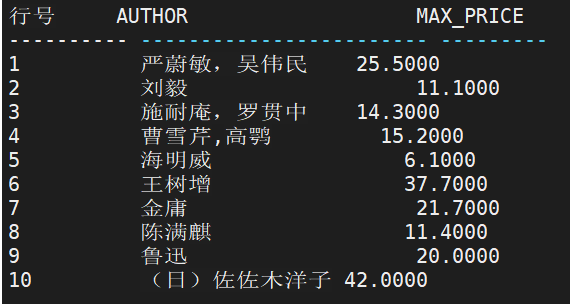 行号 AUTHOR MAX_PRICE
---------- ------------------------ ---------
1 严蔚敏，吴伟民 25.5000
2 刘毅 11.1000
3 施耐庵，罗贯中 14.3000
4 曹雪芹,高鹗 15.2000
5 海明威 6.1000
6 王树增 37.7000
7 金庸 21.7000
8 陈满麒 11.4000
9 鲁迅 20.0000
10 （日）佐佐木洋子 42.0000